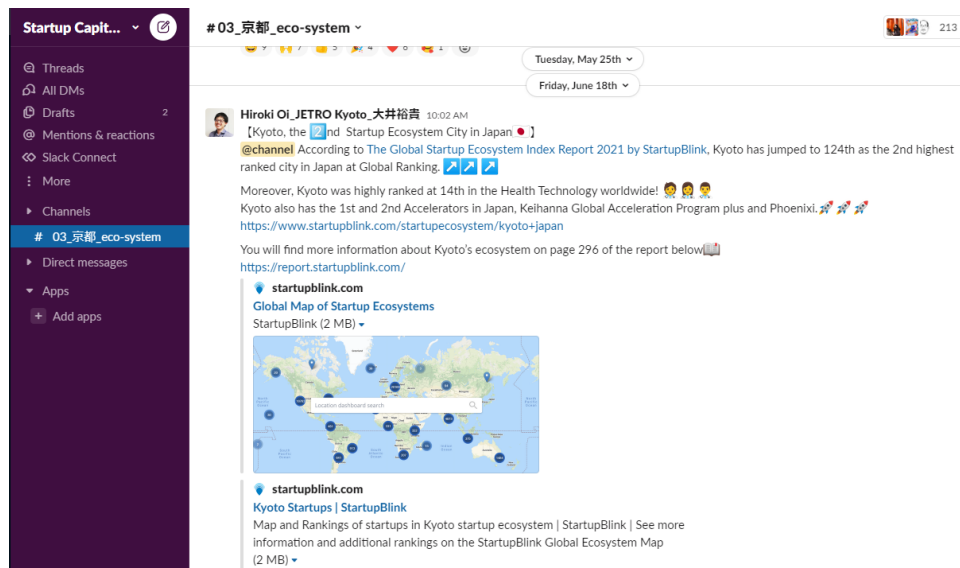 Startup Capit...
# 03_京都_eco-system
213
Threads
All DMs
Drafts 2
Mentions & reactions
Slack Connect
More
Channels
# 03_京都_eco-system
Direct messages
Apps
+ Add apps
9 7 5 4 6 1
Tuesday, May 25th
Friday, June 18th
Hiroki Oi_JETRO Kyoto_大井裕貴 10:02 AM
【Kyoto, the 2nd Startup Ecosystem City in Japan🇯🇵】
@channel According to The Global Startup Ecosystem Index Report 2021 by StartupBlink, Kyoto has jumped to 124th as the 2nd highest
ranked city in Japan at Global Ranking.
Moreover, Kyoto was highly ranked at 14th in the Health Technology worldwide!
Kyoto also has the 1st and 2nd Accelerators in Japan, Keihanna Global Acceleration Program plus and Phoenixi.
https://www.startupblink.com/startupecosystem/kyoto+japan
You will find more information about Kyoto's ecosystem on page 296 of the report below
https://report.startupblink.com/
startupblink.com
Global Map of Startup Ecosystems
StartupBlink (2 MB)
Location dashboard search
startupblink.com
Kyoto Startups | StartupBlink
Map and Rankings of startups in Kyoto startup ecosystem | StartupBlink | See more
information and additional rankings on the StartupBlink Global Ecosystem Map
(2 MB)